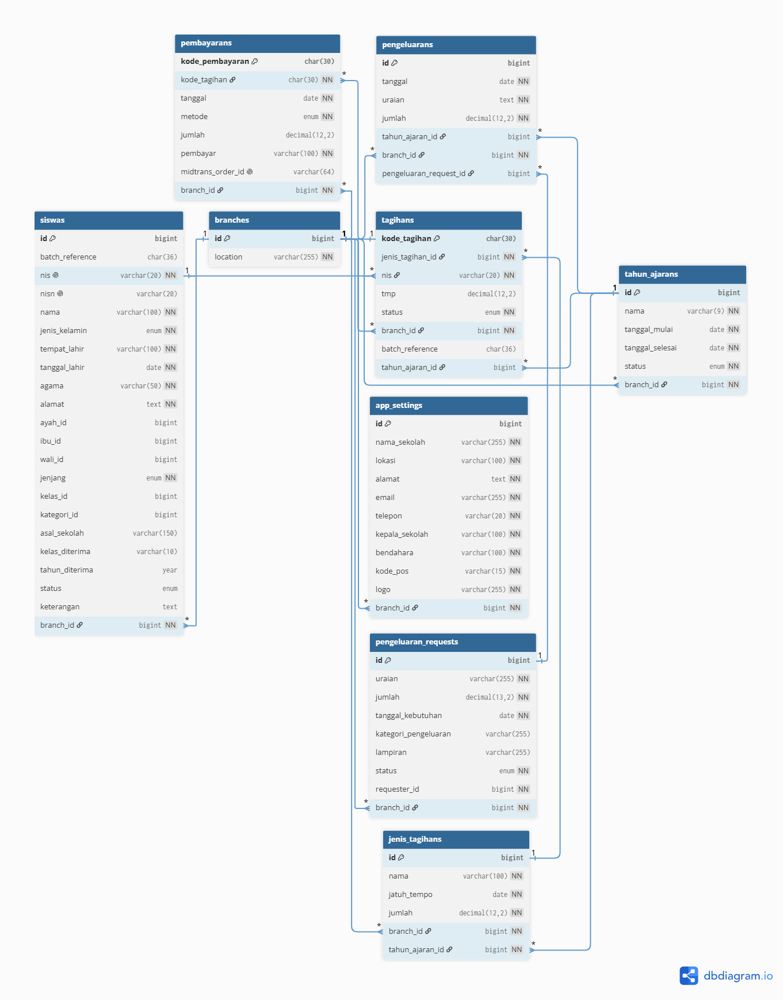 pembayarans
kode_pembayaran char(30)
kode_tagihan char(30) NN
tanggal date NN
metode enum NN
jumlah decimal(12,2)
pembayar varchar(100) NN
midtrans_order_id varchar(64)
branch_id bigint NN
*
*
pengeluarans
id bigint
tanggal date NN
uraian text NN
jumlah decimal(12,2) NN
tahun_ajaran_id bigint
branch_id bigint NN
pengeluaran_request_id bigint
*
*
*
siswas
id bigint
batch_reference char(36)
nis varchar(20) NN
nisn varchar(20)
nama varchar(100) NN
jenis_kelamin enum NN
tempat_lahir varchar(100) NN
tanggal_lahir date NN
agama varchar(50) NN
alamat text NN
ayah_id bigint
ibu_id bigint
wali_id bigint
jenjang enum NN
kelas_id bigint
kategori_id bigint
asal_sekolah varchar(150)
kelas_diterima varchar(10)
tahun_diterima year
status enum
keterangan text
branch_id bigint NN
1
*
branches
id bigint
location varchar(255) NN
1
1
tagihans
kode_tagihan char(30)
jenis_tagihan_id bigint NN
nis varchar(20) NN
tmp decimal(12,2)
status enum NN
branch_id bigint NN
batch_reference char(36)
tahun_ajaran_id bigint
1
*
*
*
*
tahun_ajarans
id bigint
nama varchar(9) NN
tanggal_mulai date NN
tanggal_selesai date NN
status enum NN
branch_id bigint NN
1
*
app_settings
id bigint
nama_sekolah varchar(255) NN
lokasi varchar(100) NN
alamat text NN
email varchar(255) NN
telepon varchar(20) NN
kepala_sekolah varchar(100) NN
bendahara varchar(100) NN
kode_pos varchar(15) NN
logo varchar(255) NN
branch_id bigint NN
*
pengeluaran_requests
id bigint
uraian varchar(255) NN
jumlah decimal(13,2) NN
tanggal_kebutuhan date NN
kategori_pengeluaran varchar(255)
lampiran varchar(255)
status enum NN
requester_id bigint NN
branch_id bigint NN
1
*
jenis_tagihans
id bigint
nama varchar(100) NN
jatuh_tempo date NN
jumlah decimal(12,2) NN
branch_id bigint NN
tahun_ajaran_id bigint NN
1
*
*
dbdiagram.io